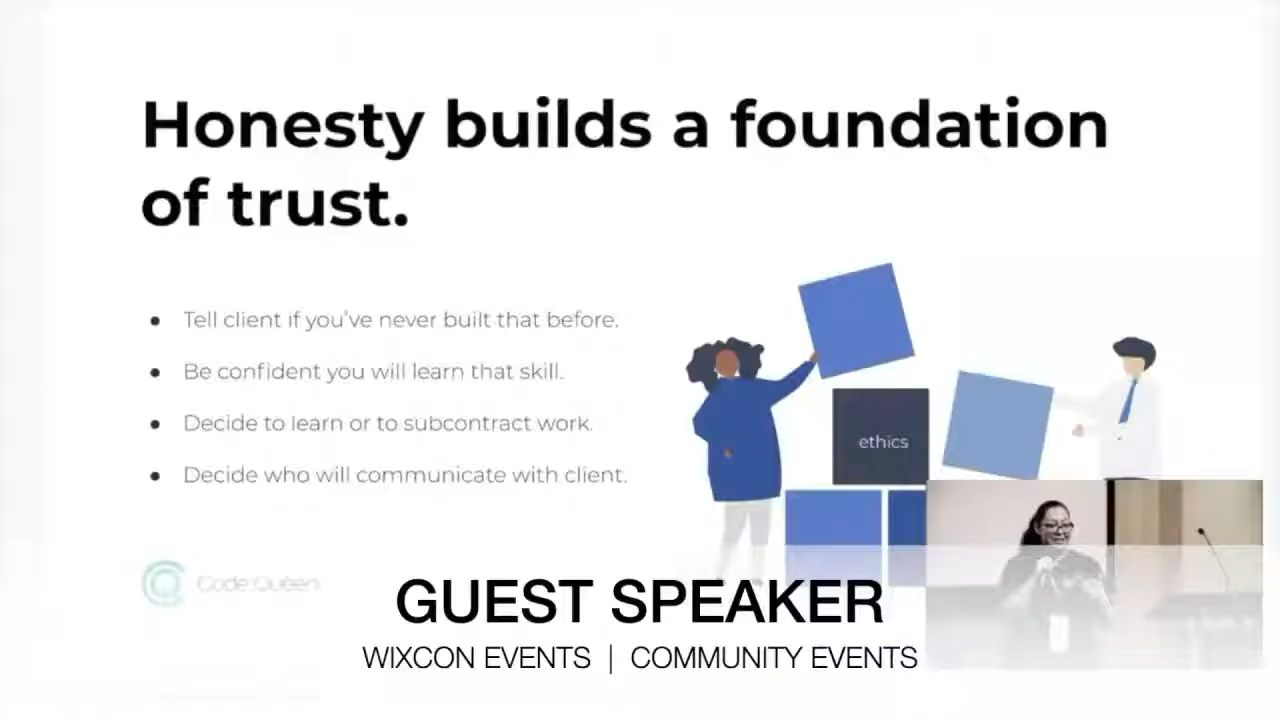 Honesty builds a foundation
of trust.
● Tell client if you've never built that before.
● Be confident you will learn that skill.
● Decide to learn or to subcontract work.
● Decide who will communicate with client.
ethics
Code Queen
GUEST SPEAKER
WIXCON EVENTS | COMMUNITY EVENTS